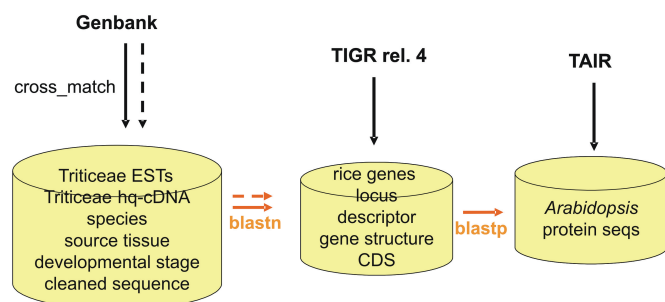 Genbank
cross_match
Triticeae ESTs
Triticeae hq-cDNA
species
source tissue
developmental stage
cleaned sequence
blastn
TIGR rel. 4
rice genes
locus
descriptor
gene structure
CDS
blastp
TAIR
Arabidopsis
protein seqs